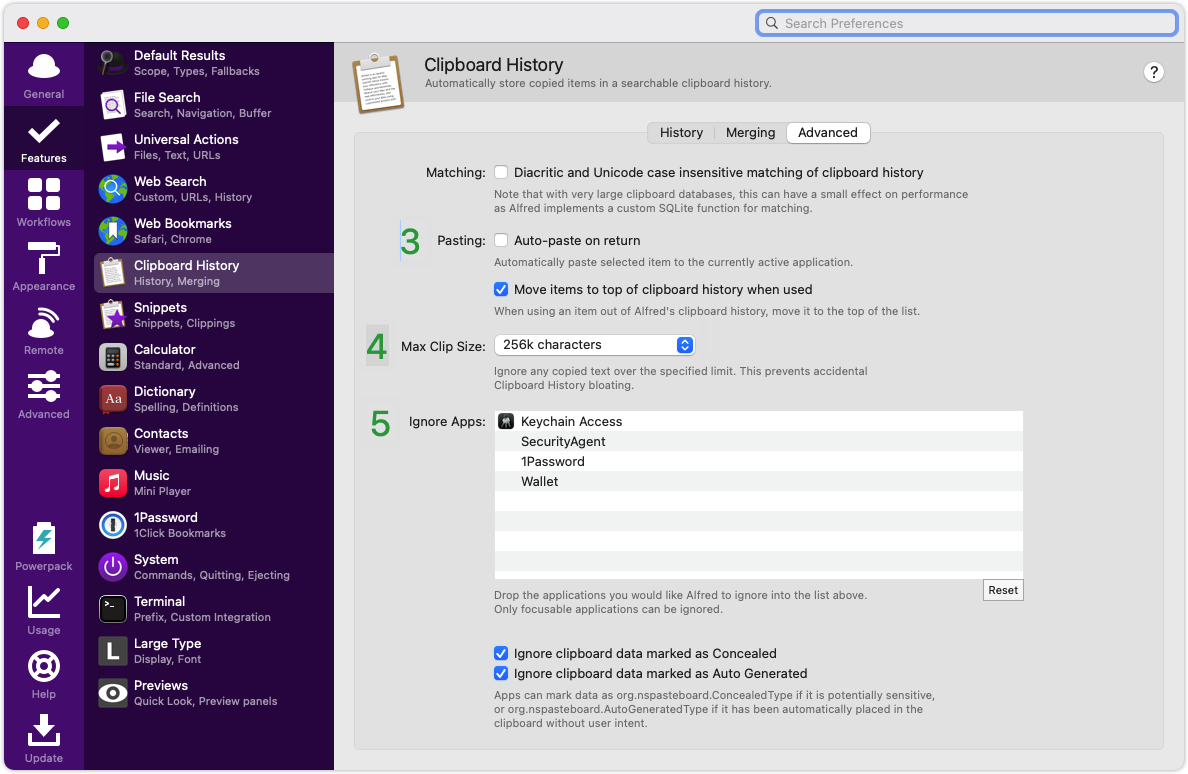 Search Preferences
General
Features
Workflows
Appearance
Remote
Advanced
Powerpack
Usage
Help
Update
Default Results
Scope, Types, Fallbacks
File Search
Search, Navigation, Buffer
Universal Actions
Files, Text, URLs
Web Search
Custom, URLs, History
Web Bookmarks
Safari, Chrome
Clipboard History
History, Merging
Snippets
Snippets, Clippings
Calculator
Standard, Advanced
Aa
Dictionary
Spelling, Definitions
Contacts
Viewer, Emailing
Music
Mini Player
1Password
1Click Bookmarks
System
Commands, Quitting, Ejecting
>_
Terminal
Prefix, Custom Integration
L
Large Type
Display, Font
Previews
Quick Look, Preview panels
Clipboard History
Automatically store copied items in a searchable clipboard history.
?
History Merging Advanced
Matching: Diacritic and Unicode case insensitive matching of clipboard history
Note that with very large clipboard databases, this can have a small effect on performance
as Alfred implements a custom SQLite function for matching.
3 Pasting: Auto-paste on return
Automatically paste selected item to the currently active application.
Move items to top of clipboard history when used
When using an item out of Alfred's clipboard history, move it to the top of the list.
4 Max Clip Size: 256k characters
Ignore any copied text over the specified limit. This prevents accidental
Clipboard History bloating.
5 Ignore Apps: Keychain Access
SecurityAgent
1Password
Wallet
Drop the applications you would like Alfred to ignore into the list above.
Only focusable applications can be ignored.
Reset
Ignore clipboard data marked as Concealed
Ignore clipboard data marked as Auto Generated
Apps can mark data as org.nspasteboard.ConcealedType if it is potentially sensitive,
or org.nspasteboard.AutoGeneratedType if it has been automatically placed in the
clipboard without user intent.